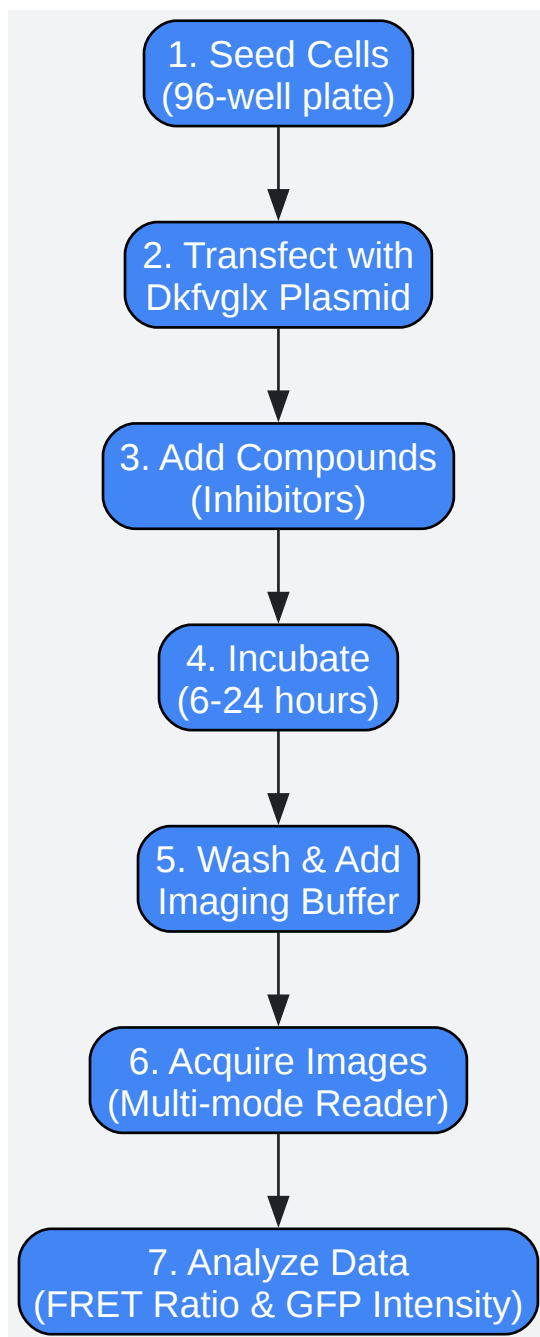 1. Seed Cells
(96-well plate)
2. Transfect with
Dkfvglx Plasmid
3. Add Compounds
(Inhibitors)
4. Incubate
(6-24 hours)
5. Wash & Add
Imaging Buffer
6. Acquire Images
(Multi-mode Reader)
7. Analyze Data
(FRET Ratio & GFP Intensity)